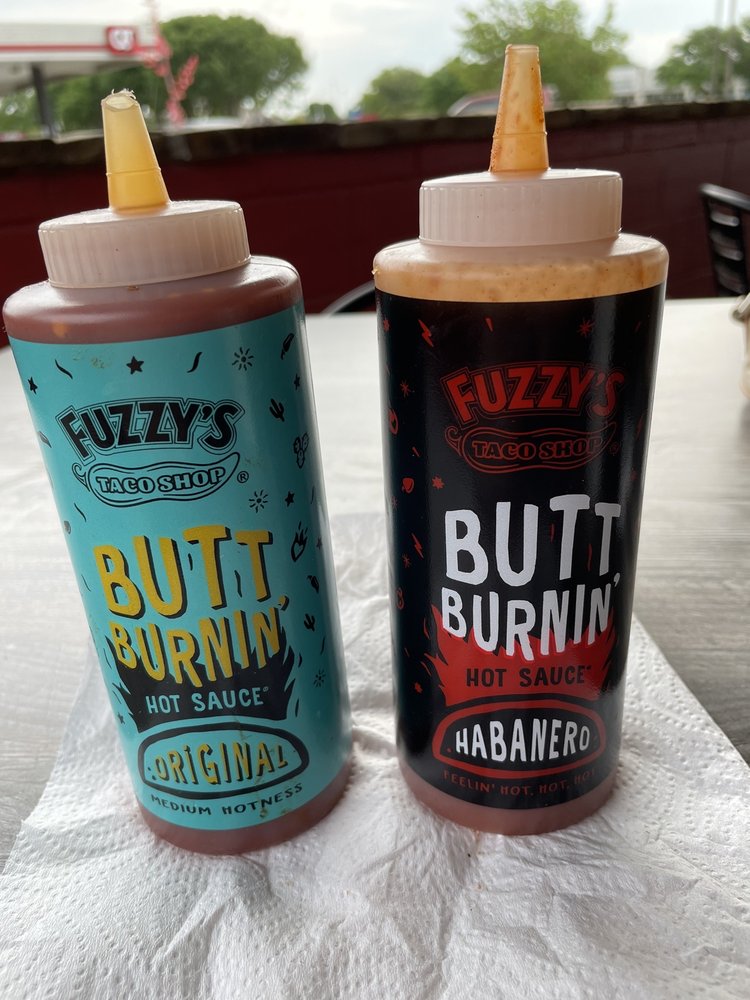 FUZZY'S
TACO SHOP®
BUTT
BURNIN'
HOT SAUCE®
ORIGINAL
MEDIUM HOTNESS
FUZZY'S
TACO SHOP
BUTT
BURNIN'
HOT SAUCE®
HABANERO
FEELIN' HOT, HOT, HOT